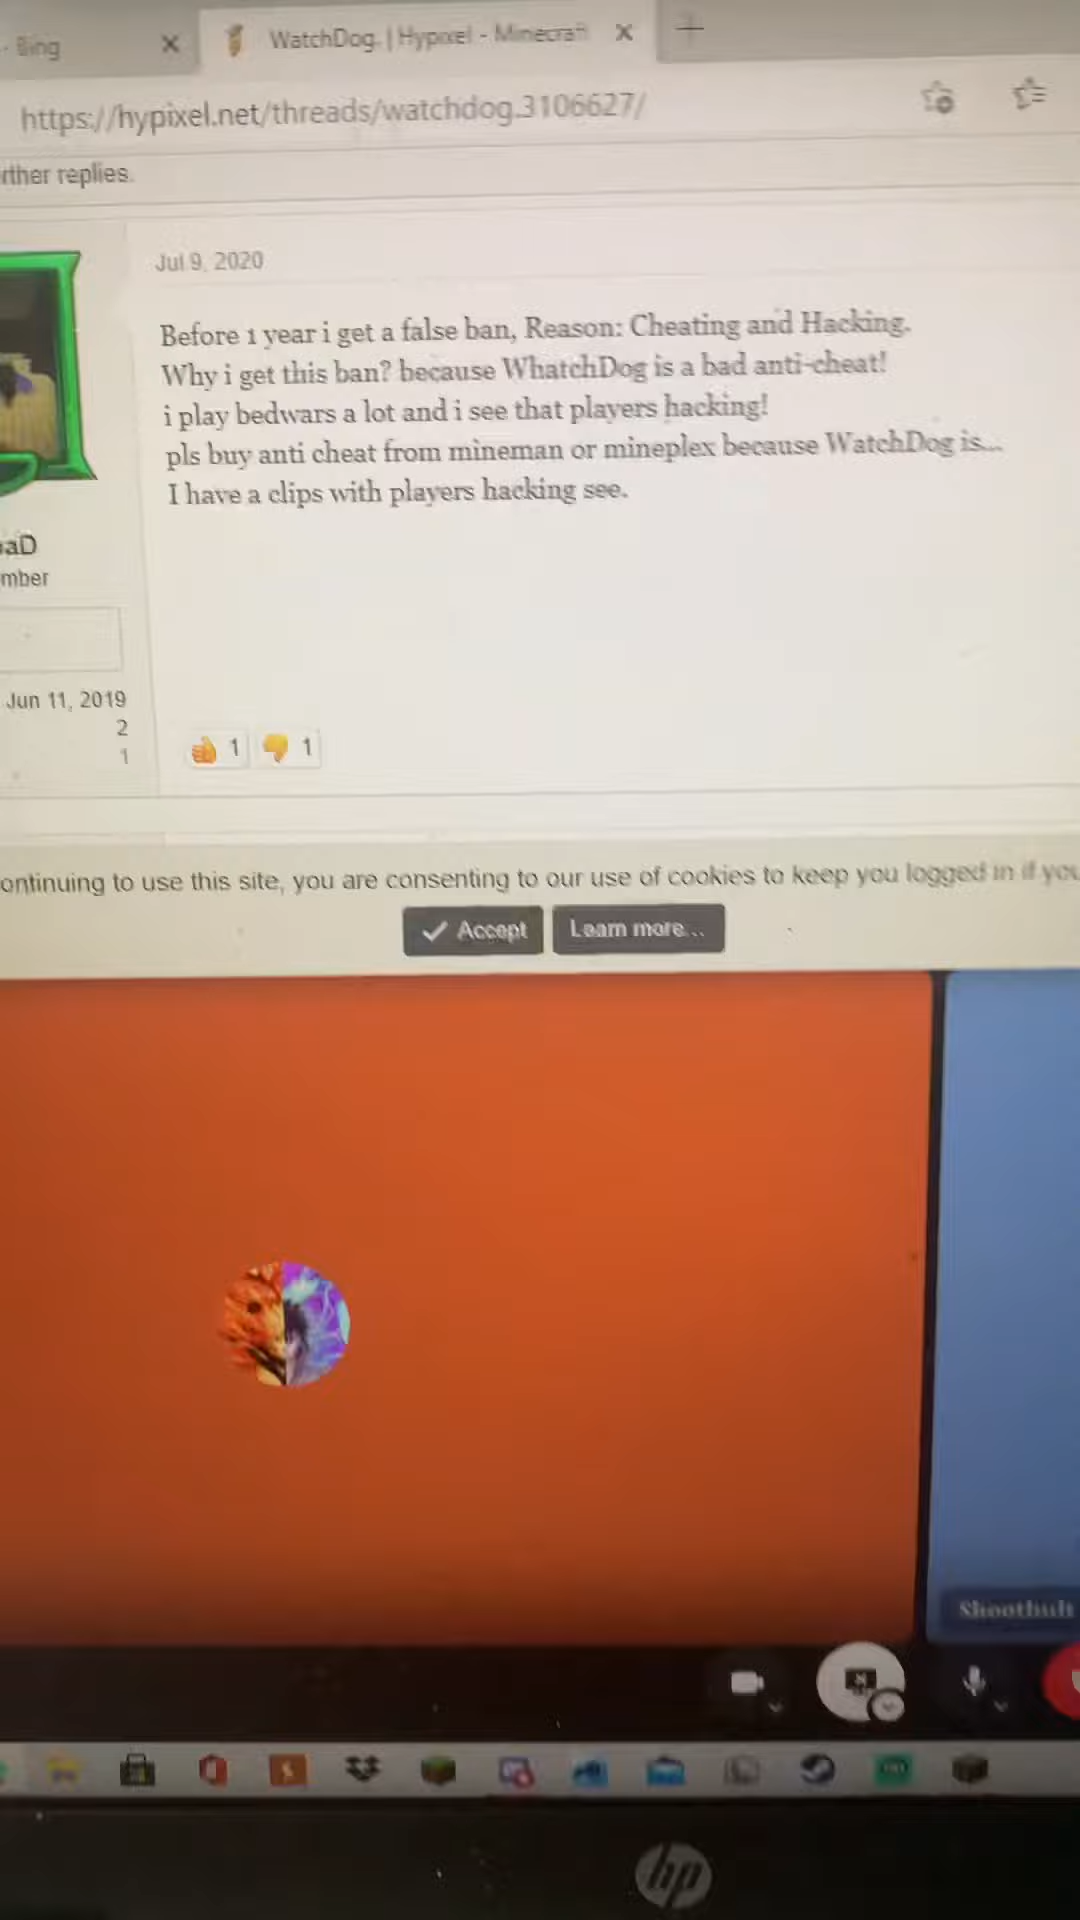 - Bing
WatchDog. | Hypixel - Minecraft
https://hypixel.net/threads/watchdog.3106627/
rther replies.
Jul 9, 2020
Before 1 year i get a false ban, Reason: Cheating and Hacking.
Why i get this ban? because WhatchDog is a bad anti-cheat!
i play bedwars a lot and i see that players hacking!
pls buy anti cheat from mineman or mineplex because WatchDog is...
I have a clips with players hacking see.
aD
mber
Jun 11, 2019
2
1
1
1
ontinuing to use this site, you are consenting to our use of cookies to keep you logged in if you
Accept
Learn more...
hp